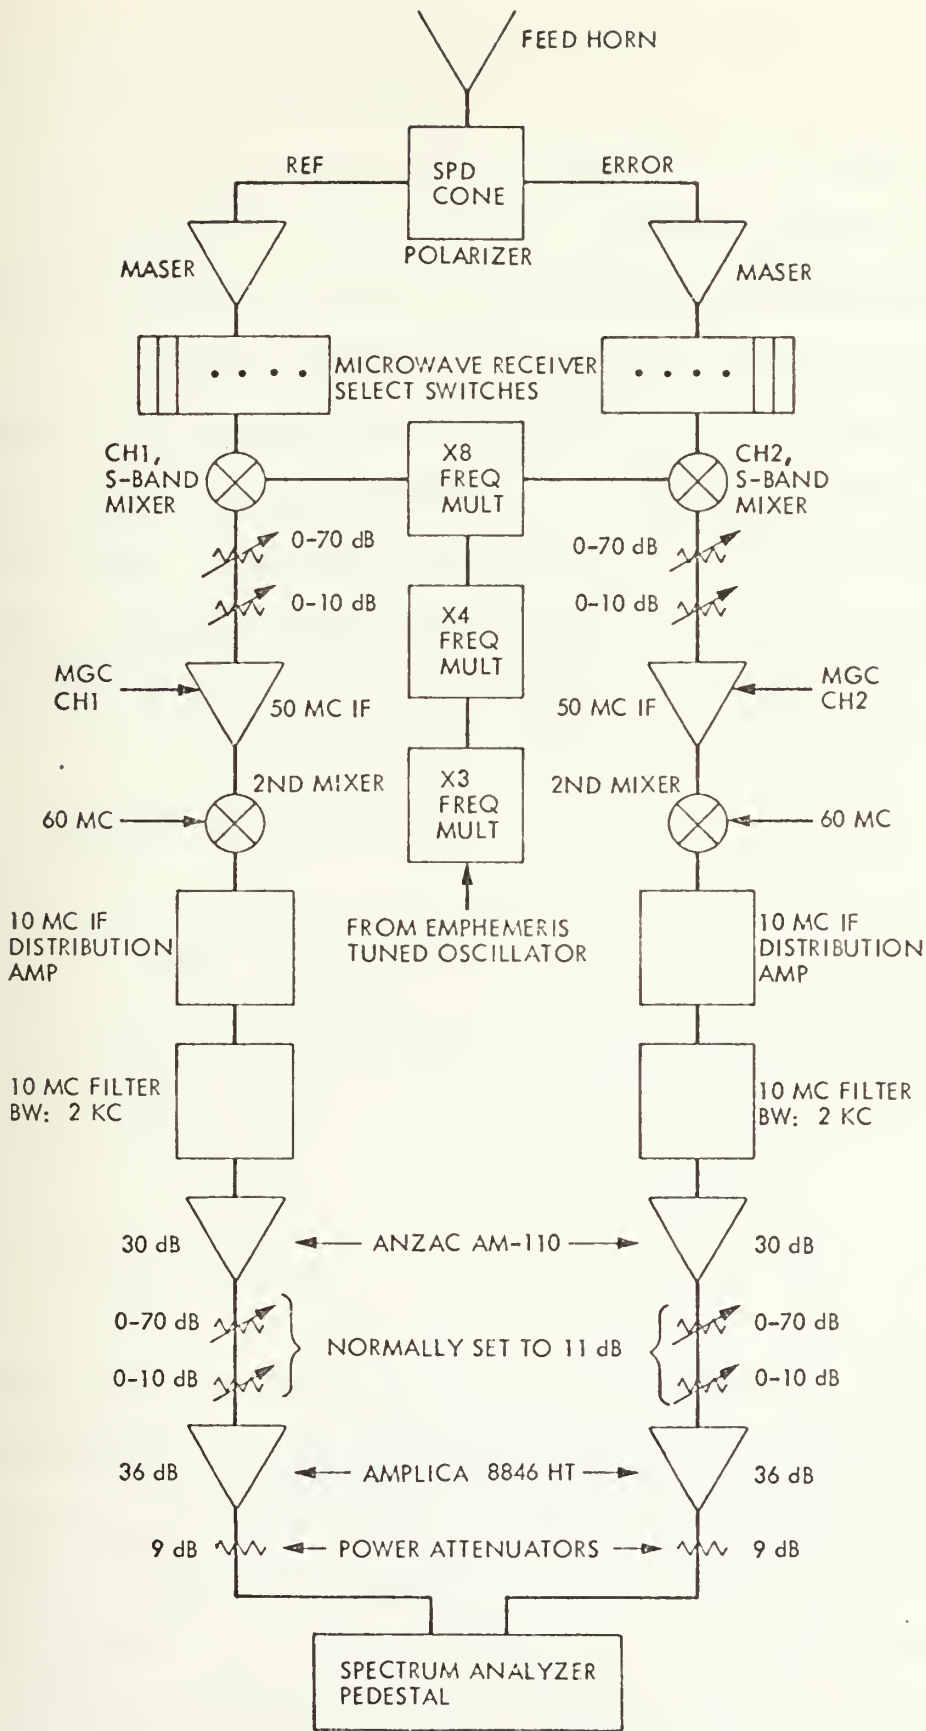 FEED HORN
REF
SPD
CONE
ERROR
POLARIZER
MASER
MASER
MICROWAVE RECEIVER
SELECT SWITCHES
CH1,
S-BAND
MIXER
X8
FREQ
MULT
CH2,
S-BAND
MIXER
0-70 dB
0-70 dB
0-10 dB
X4
FREQ
MULT
0-10 dB
MGC
CH1
50 MC IF
50 MC IF
MGC
CH2
2ND MIXER
X3
FREQ
MULT
2ND MIXER
60 MC
60 MC
10 MC IF
DISTRIBUTION
AMP
FROM EMPHEMERIS
TUNED OSCILLATOR
10 MC IF
DISTRIBUTION
AMP
10 MC FILTER
BW: 2 KC
10 MC FILTER
BW: 2 KC
30 dB
ANZAC AM-110
30 dB
0-70 dB
0-10 dB
NORMALLY SET TO 11 dB
0-70 dB
0-10 dB
36 dB
AMPLICA 8846 HT
36 dB
9 dB
POWER ATTENUATORS
9 dB
SPECTRUM ANALYZER
PEDESTAL